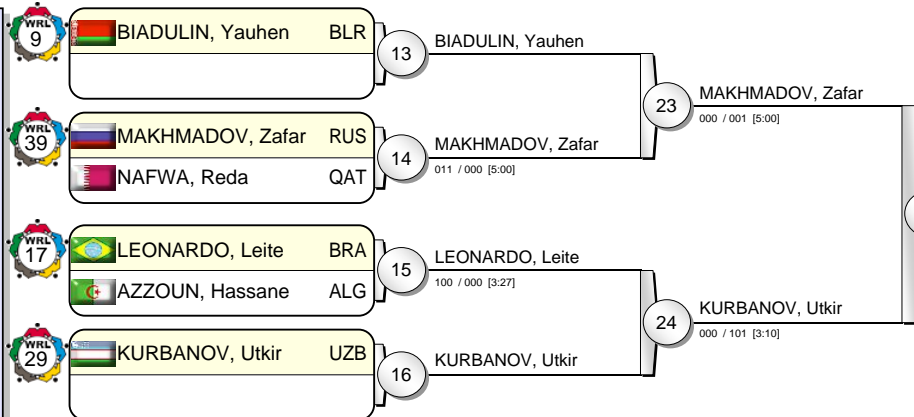 WRL
9
BIADULIN, Yauhen BLR
13
BIADULIN, Yauhen
23
MAKHMADOV, Zafar
000 / 001 [5:00]
WRL
39
MAKHMADOV, Zafar RUS
NAFWA, Reda QAT
14
MAKHMADOV, Zafar
011 / 000 [5:00]
WRL
17
LEONARDO, Leite BRA
AZZOUN, Hassane ALG
15
LEONARDO, Leite
100 / 000 [3:27]
24
KURBANOV, Utkir
000 / 101 [3:10]
WRL
29
KURBANOV, Utkir UZB
16
KURBANOV, Utkir